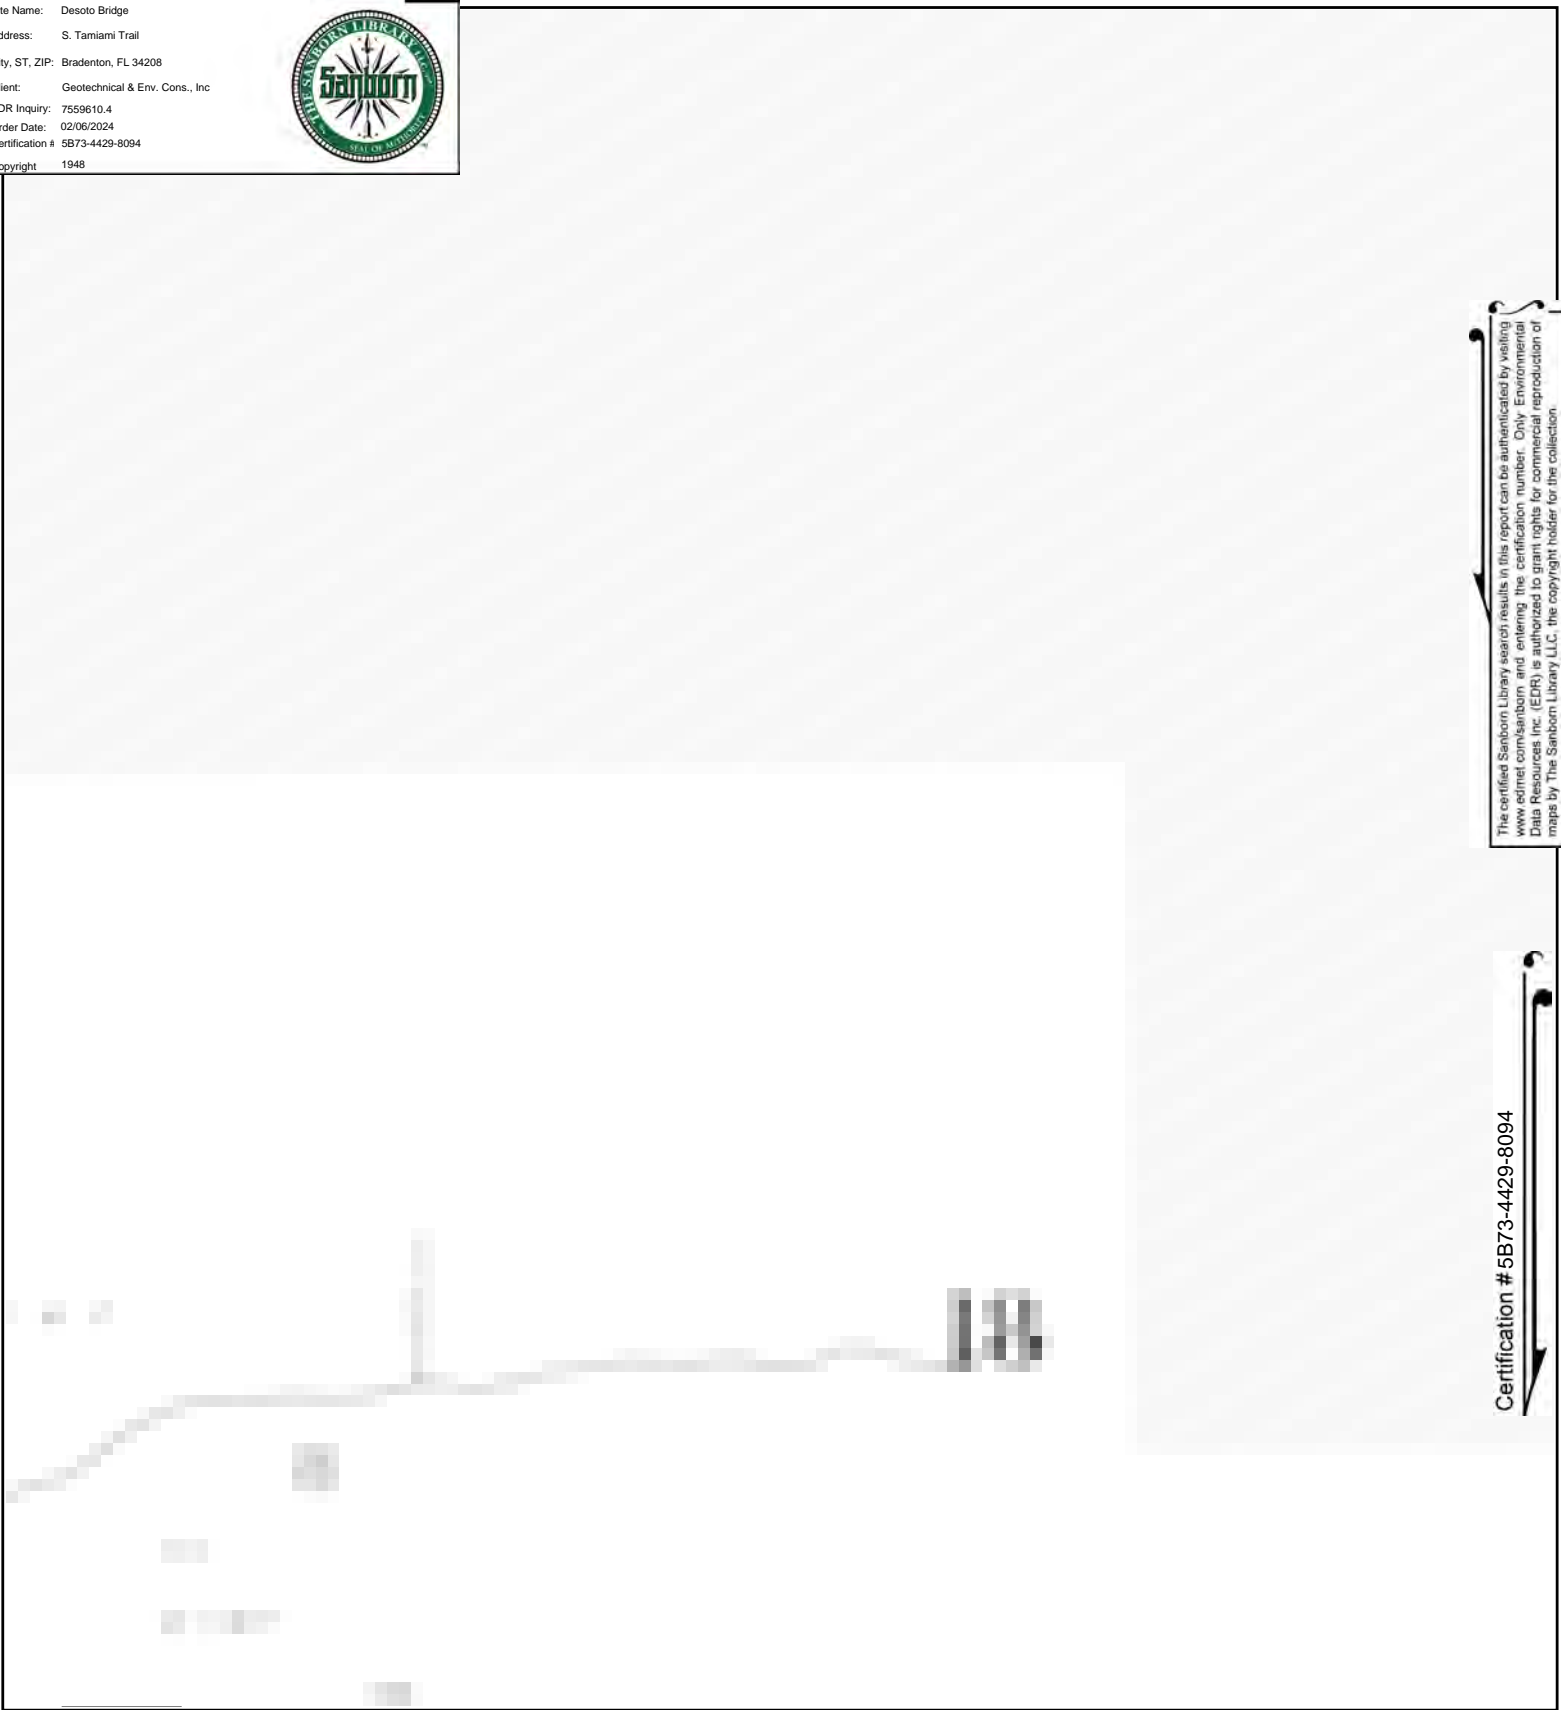 te Name: Desoto Bridge
ddress: S. Tamiami Trail
ty, ST, ZIP: Bradenton, FL 34208
ient: Geotechnical & Env. Cons., Inc
DR Inquiry: 7559610.4
rder Date: 02/06/2024
ertification # 5B73-4429-8094
opyright 1948
THE SANBORN LIBRARY, LLC
Sanborn
SEAL OF AUTHORITY
The certified Sanborn Library search results in this report can be authenticated by visiting
www.edrnet.com/sanborn and entering the certification number. Only Environmental
Data Resources Inc. (EDR) is authorized to grant rights for commercial reproduction of
maps by The Sanborn Library LLC, the copyright holder for the collection.
Certification # 5B73-4429-8094